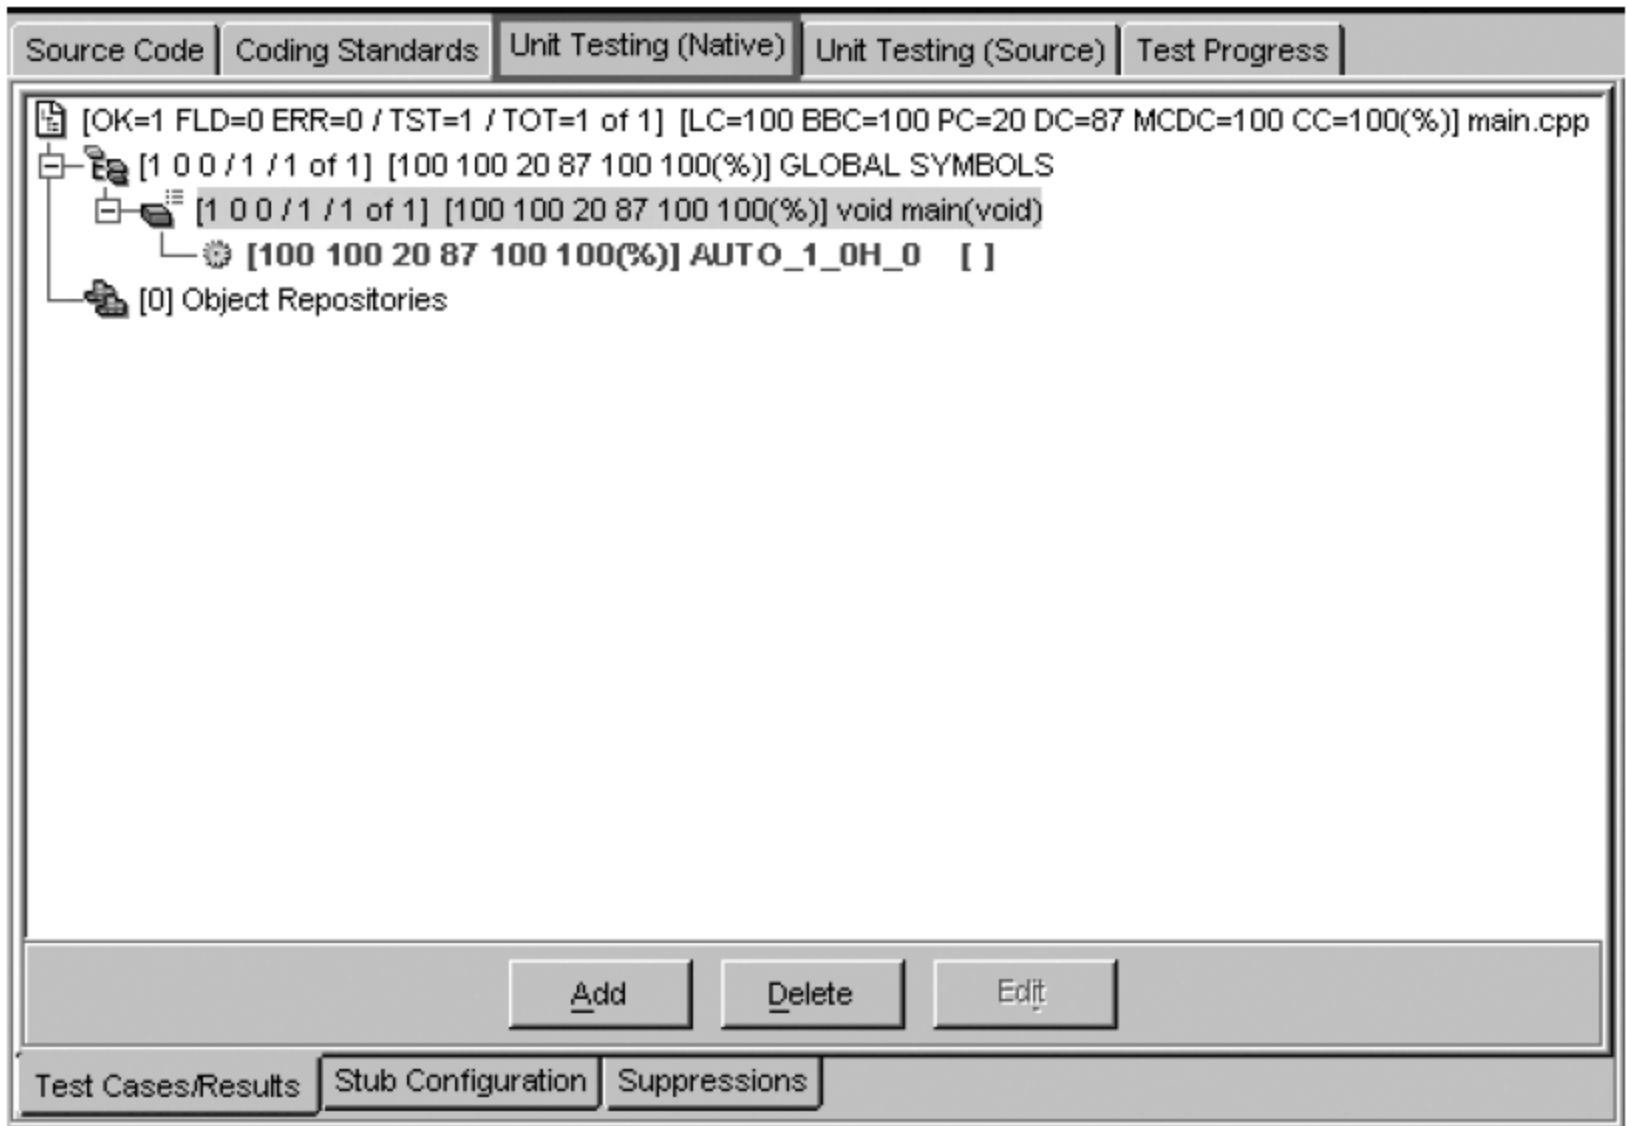 Source Code Coding Standards Unit Testing (Native) Unit Testing (Source) Test Progress
[OK=1 FLD=0 ERR=0 / TST=1 / TOT=1 of 1] [LC=100 BBC=100 PC=20 DC=87 MCDC=100 CC=100(%)] main.cpp
[1 0 0 / 1 / 1 of 1] [100 100 20 87 100 100(%)] GLOBAL SYMBOLS
[1 0 0 / 1 / 1 of 1] [100 100 20 87 100 100(%)] void main(void)
[100 100 20 87 100 100(%)] AUTO_1_0H_0 [ ]
[0] Object Repositories
Add Delete Edit
Test Cases/Results Stub Configuration Suppressions